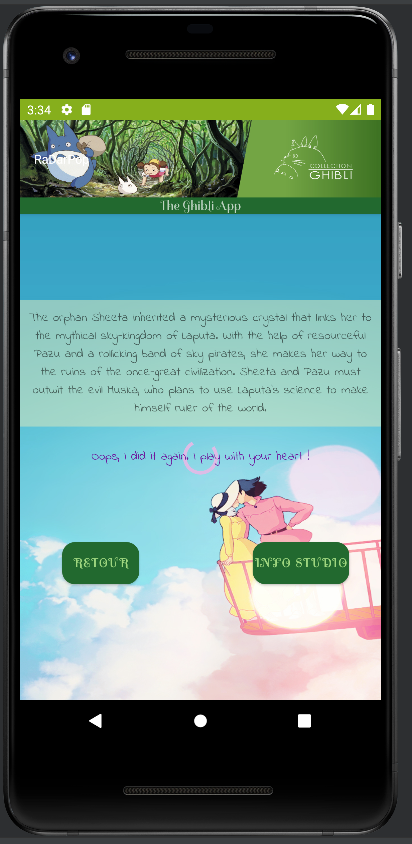 3:34
COLLECTION
GHIBLI
The Ghibli App
The orphan Sheeta inherited a mysterious crystal that links her to
the mythical sky-kingdom of Laputa. With the help of resourceful
Pazu and a rollicking band of sky pirates, she makes her way to
the ruins of the once-great civilization. Sheeta and Pazu must
outwit the evil Muska, who plans to use Laputa's science to make
himself ruler of the world.
Oops, i did it again, i play with your heart !
RETOUR
INFO STUDIO